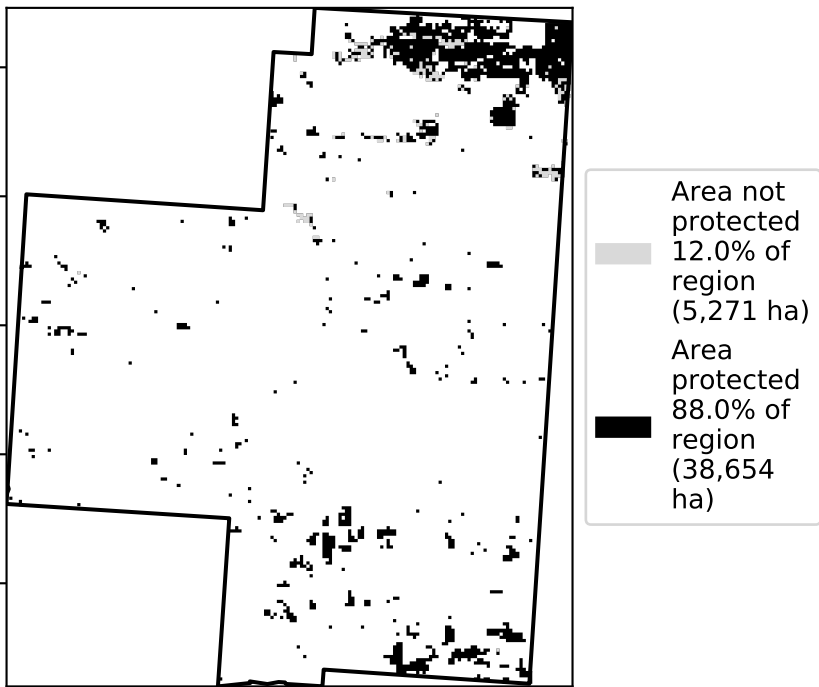 Area not
protected
12.0% of
region
(5,271 ha)
Area
protected
88.0% of
region
(38,654
ha)